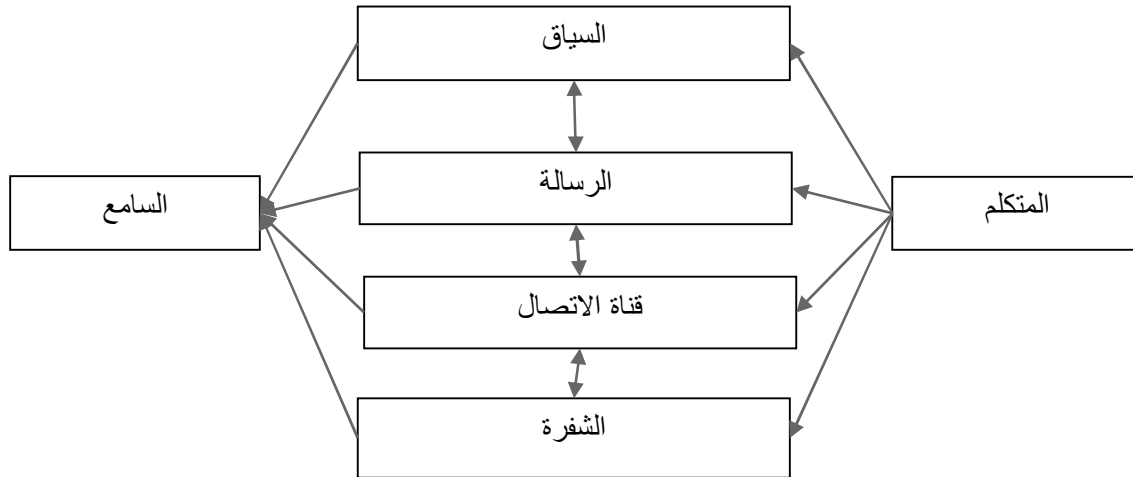 السياق
الرسالة
المتكلم
السامع
قناة الاتصال
الشفرة